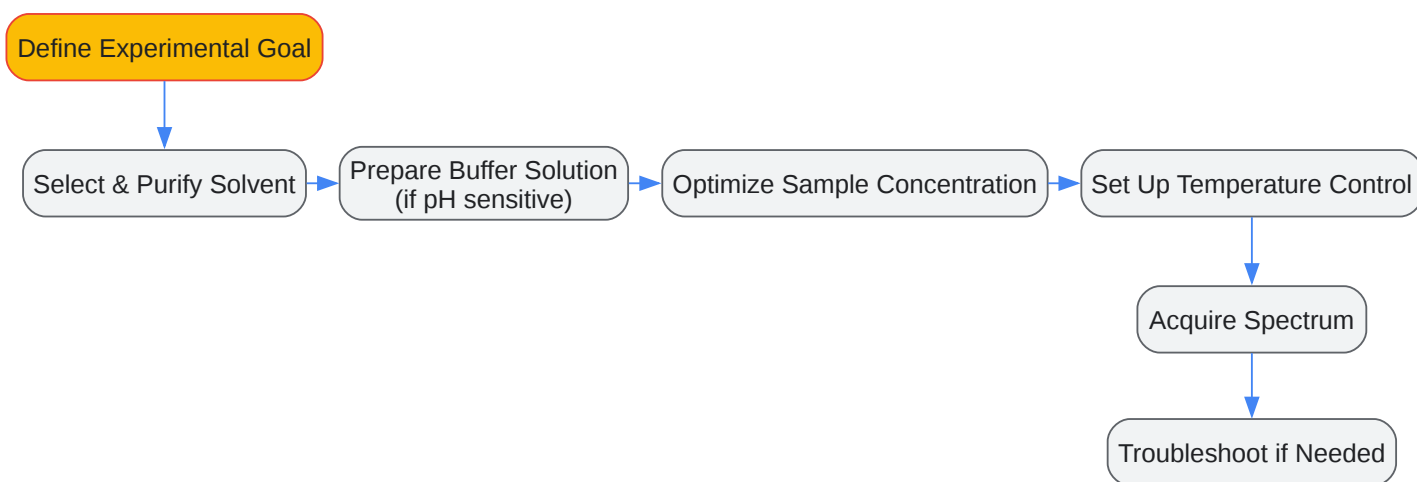 Define Experimental Goal
Select & Purify Solvent
Prepare Buffer Solution
(if pH sensitive)
Optimize Sample Concentration
Set Up Temperature Control
Acquire Spectrum
Troubleshoot if Needed